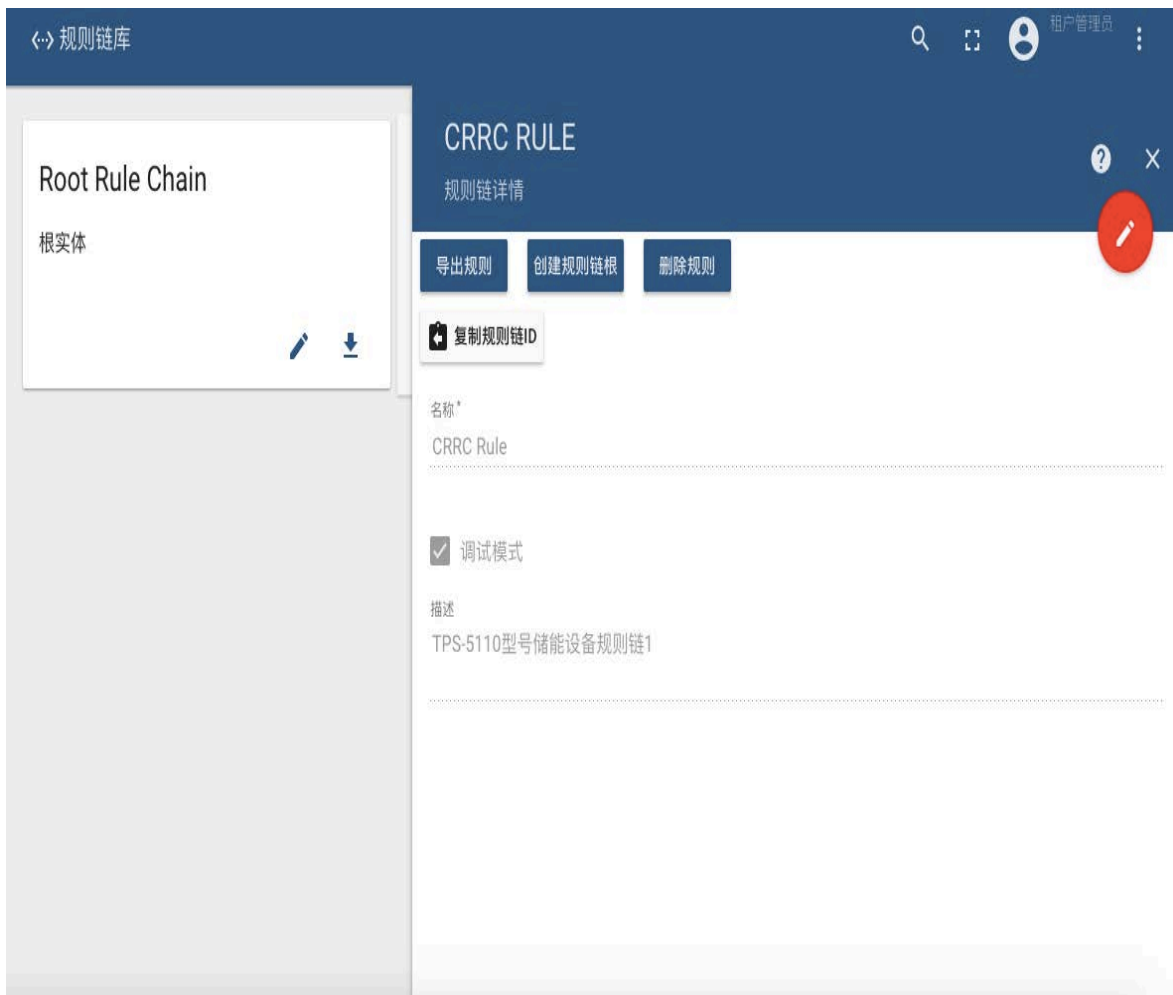 规则链库
租户管理员
Root Rule Chain
根实体
CRRC RULE
规则链详情
导出规则 创建规则链根 删除规则
复制规则链ID
名称*
CRRC Rule
调试模式
描述
TPS-5110型号储能设备规则链1